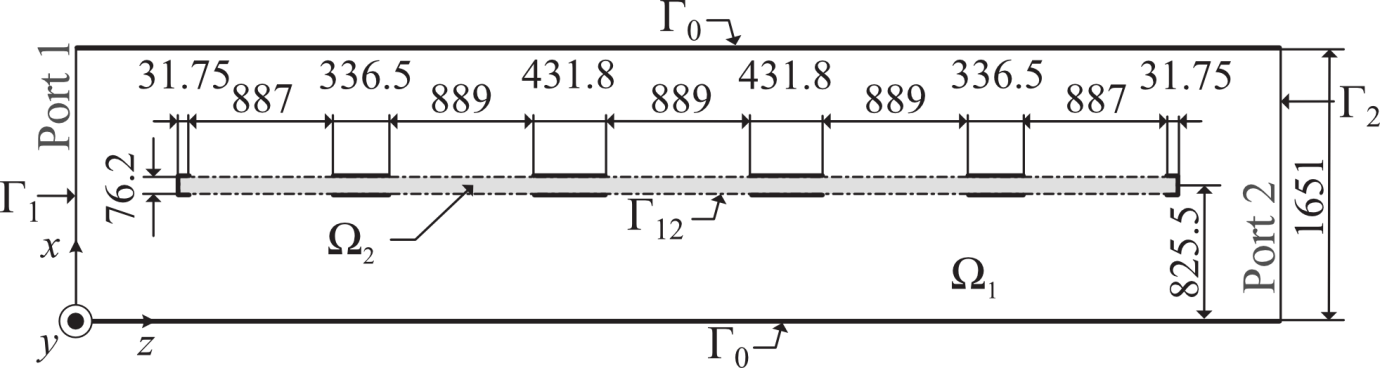 Γ₀
Port 1
31.75 336.5 431.8 431.8 336.5 31.75
887 889 889 889 887
Γ₂
76.2
Γ₁
Γ₁₂
Ω₂
x
825.5
Port 2
1651
Ω₁
y z
Γ₀